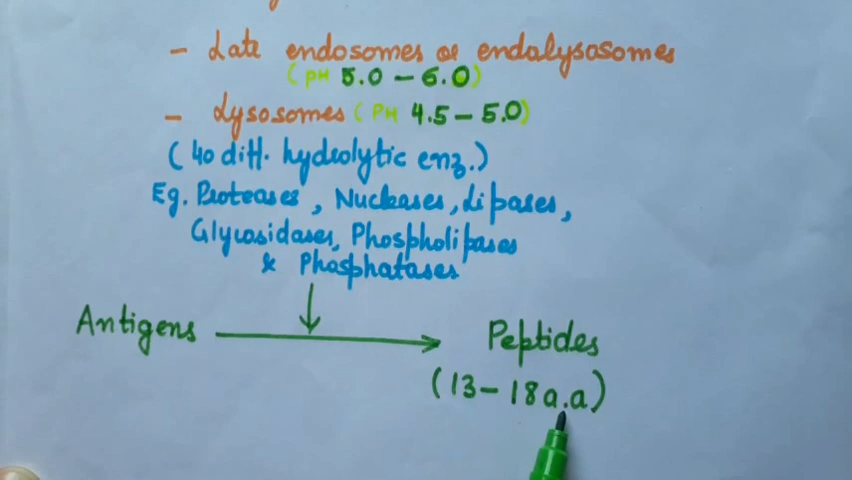 - Late endosomes or endalysosomes
(pH 5.0 - 6.0)
- Lysosomes (PH 4.5 - 5.0)
(40 diff. hydrolytic enz.)
Eg. Proteases, Nucleases, Lipases,
Glycosidases, Phospholipases
& Phosphatases
Antigens → Peptides
(13 - 18 a.a)